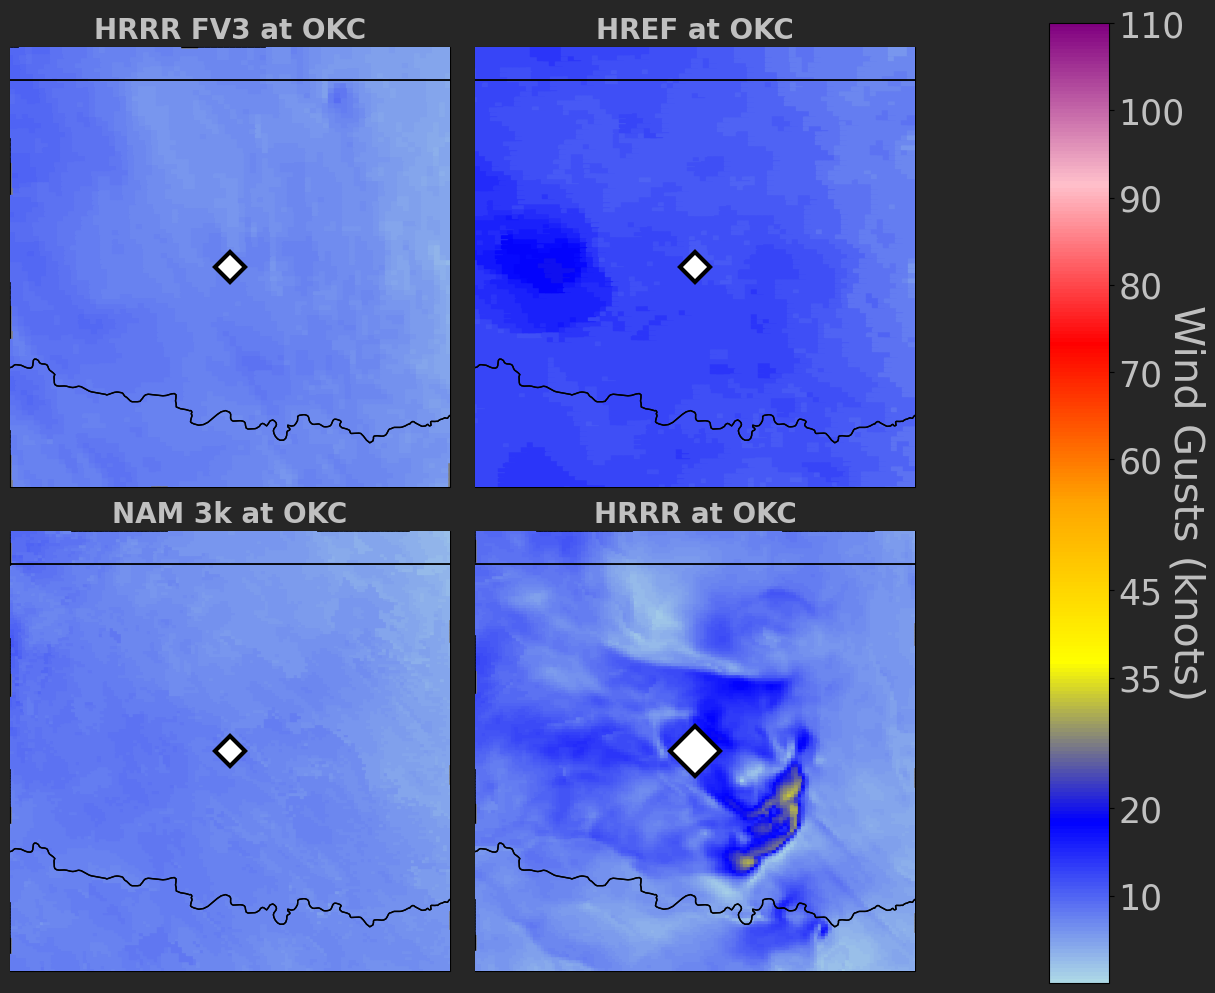 HRRR FV3 at OKC
HREF at OKC
NAM 3k at OKC
HRRR at OKC
110
100
90
80
70
60
45
35
20
10
Wind Gusts (knots)